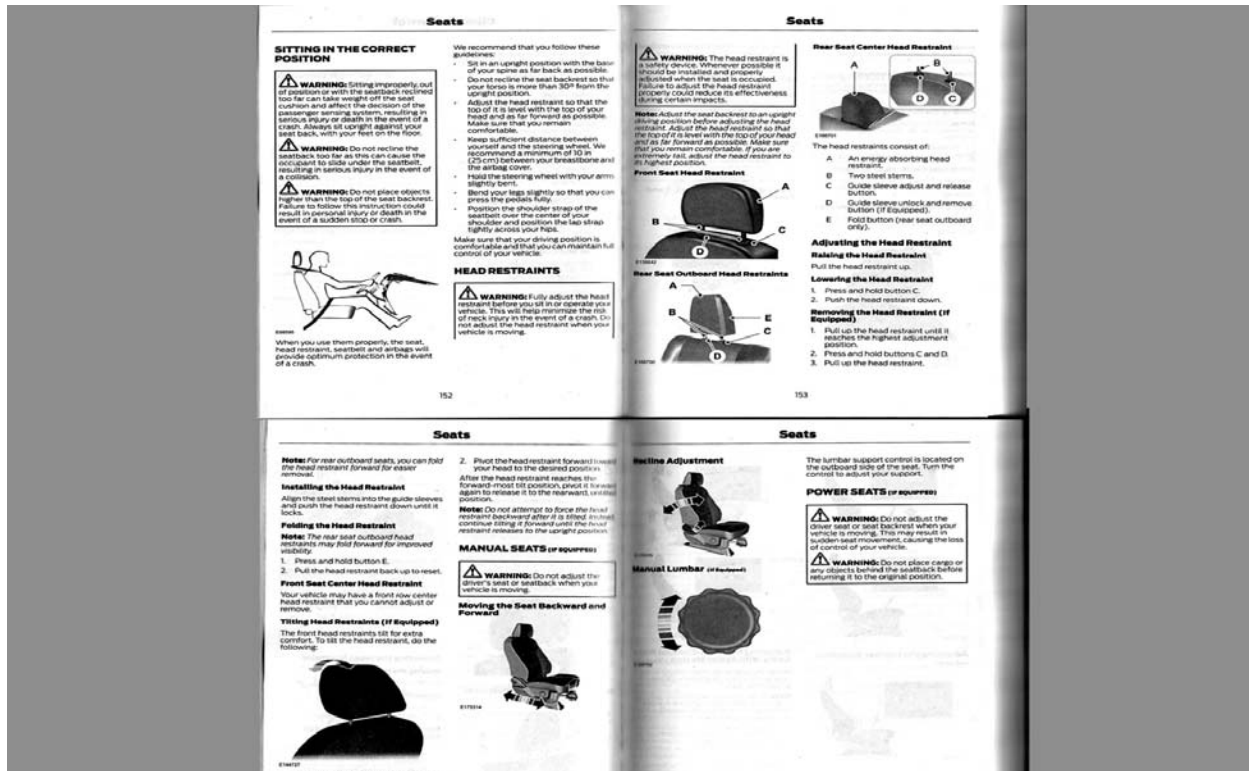 Seats
SITTING IN THE CORRECT
POSITION
WARNING: Sitting improperly, out
of position or with the seatback reclined
too far can take weight off the seat
cushion and affect the decision of the
passenger sensing system, resulting in
serious injury or death in the event of a
crash. Always sit upright against your
seat back, with your feet on the floor.
WARNING: Do not recline the
seatback too far as this can cause the
occupant to slide under the seatbelt,
resulting in serious injury in the event of
a collision.
WARNING: Do not place objects
higher than the top of the seat backrest.
Failure to follow this instruction could
result in personal injury or death in the
event of a sudden stop or crash.
When you use them properly, the seat,
head restraint, seatbelt and airbags will
provide optimum protection in the event
of a crash.
We recommend that you follow these
guidelines:
• Sit in an upright position with the base
of your spine as far back as possible.
• Do not recline the seat backrest so that
your torso is more than 30° from the
upright position.
• Adjust the head restraint so that the
top of it is level with the top of your
head and as far forward as possible.
Make sure that you remain
comfortable.
• Keep sufficient distance between
yourself and the steering wheel. We
recommend a minimum of 10 in
(25 cm) between your breastbone and
the airbag cover.
• Hold the steering wheel with your arms
slightly bent.
• Bend your legs slightly so that you can
press the pedals fully.
• Position the shoulder strap of the
seatbelt over the center of your
shoulder and position the lap strap
tightly across your hips.
Make sure that your driving position is
comfortable and that you can maintain full
control of your vehicle.
HEAD RESTRAINTS
WARNING: Fully adjust the head
restraint before you sit in or operate your
vehicle. This will help minimize the risk
of neck injury in the event of a crash. Do
not adjust the head restraint when your
vehicle is moving.
152
Seats
WARNING: The head restraint is
a safety device. Whenever possible it
should be installed and properly
adjusted when the seat is occupied.
Failure to adjust the head restraint
properly could reduce its effectiveness
during certain impacts.
Note: Adjust the seat backrest to an upright
driving position before adjusting the head
restraint. Adjust the head restraint so that
the top of it is level with the top of your head
and as far forward as possible. Make sure
that you remain comfortable. If you are
extremely tall, adjust the head restraint to
its highest position.
Front Seat Head Restraint
A
B
C
D
Rear Seat Outboard Head Restraints
A
B
E
C
D
Rear Seat Center Head Restraint
A
B
D
C
The head restraints consist of:
A An energy absorbing head
restraint.
B Two steel stems.
C Guide sleeve adjust and release
button.
D Guide sleeve unlock and remove
button (If Equipped).
E Fold button (rear seat outboard
only).
Adjusting the Head Restraint
Raising the Head Restraint
Pull the head restraint up.
Lowering the Head Restraint
1. Press and hold button C.
2. Push the head restraint down.
Removing the Head Restraint (If
Equipped)
1. Pull up the head restraint until it
reaches the highest adjustment
position.
2. Press and hold buttons C and D.
3. Pull up the head restraint.
153
Seats
Note: For rear outboard seats, you can fold
the head restraint forward for easier
removal.
Installing the Head Restraint
Align the steel stems into the guide sleeves
and push the head restraint down until it
locks.
Folding the Head Restraint
Note: The rear seat outboard head
restraints may fold forward for improved
visibility.
1. Press and hold button E.
2. Pull the head restraint back up to reset.
Front Seat Center Head Restraint
Your vehicle may have a front row center
head restraint that you cannot adjust or
remove.
Tilting Head Restraints (If Equipped)
The front head restraints tilt for extra
comfort. To tilt the head restraint, do the
following:
E144727
2. Pivot the head restraint forward toward
your head to the desired position.
After the head restraint reaches the
forward-most tilt position, pivot it forward
again to release it to the rearward, untilted
position.
Note: Do not attempt to force the head
restraint backward after it is tilted. Instead
continue tilting it forward until the head
restraint releases to the upright position.
MANUAL SEATS (IF EQUIPPED)
WARNING: Do not adjust the
driver's seat or seatback when your
vehicle is moving.
Moving the Seat Backward and
Forward
Seats
Recline Adjustment
Manual Lumbar (If Equipped)
The lumbar support control is located on
the outboard side of the seat. Turn the
control to adjust your support.
POWER SEATS (IF EQUIPPED)
WARNING: Do not adjust the
driver seat or seat backrest when your
vehicle is moving. This may result in
sudden seat movement, causing the loss
of control of your vehicle.
WARNING: Do not place cargo or
any objects behind the seatback before
returning it to the original position.